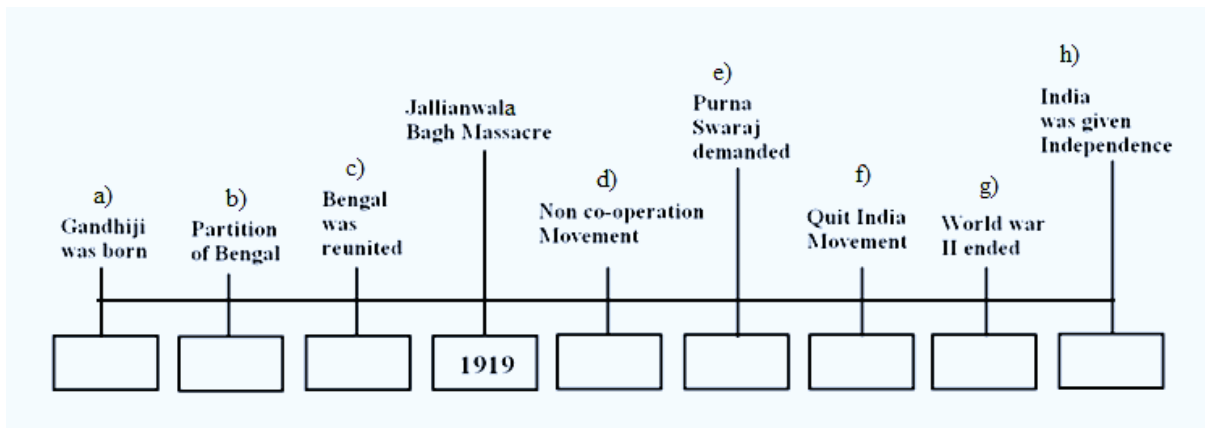 a)
Gandhiji
was born
b)
Partition
of Bengal
c)
Bengal
was
reunited
Jallianwala
Bagh Massacre
1919
d)
Non co-operation
Movement
e)
Purna
Swaraj
demanded
f)
Quit India
Movement
g)
World war
II ended
h)
India
was given
Independence